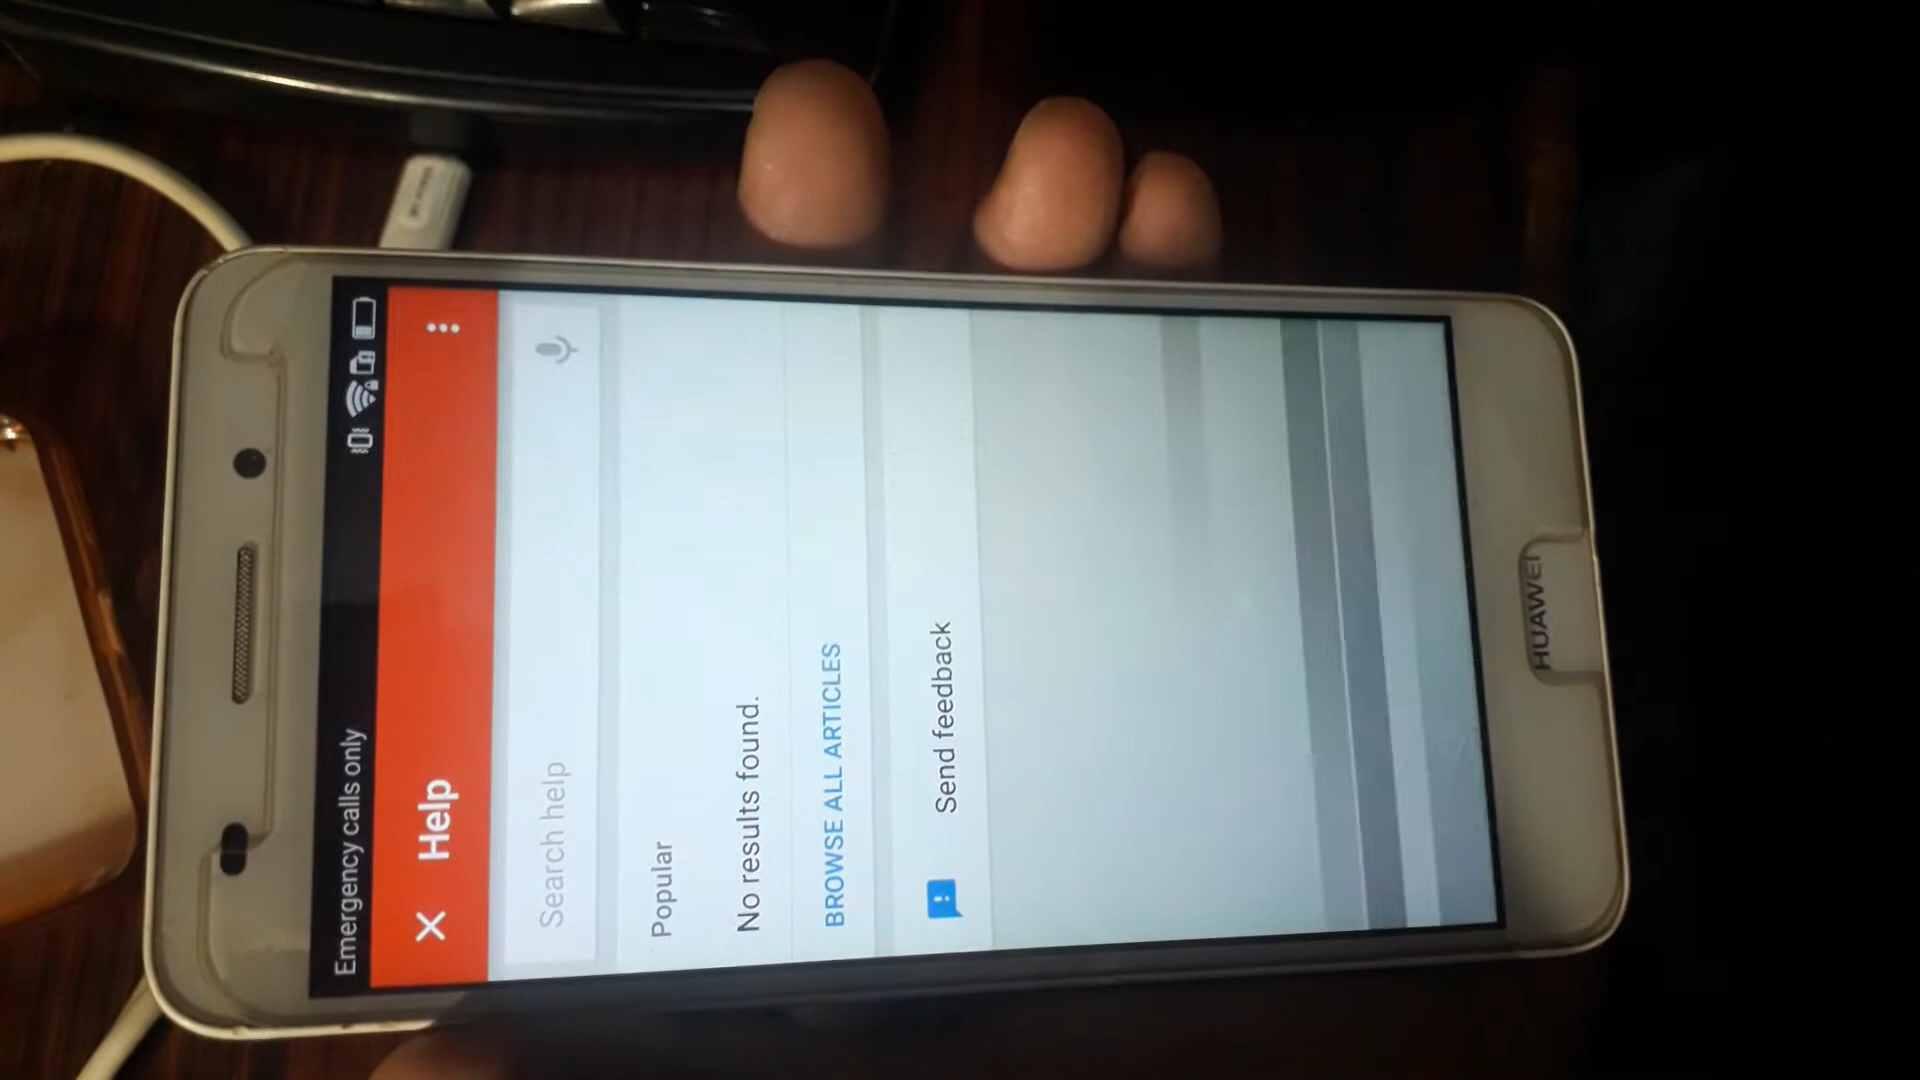 Emergency calls only
Help
Search help
Popular
No results found.
BROWSE ALL ARTICLES
Send feedback
HUAWEI